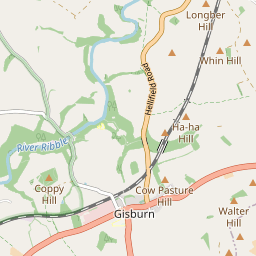 Longber
Hill
Whin Hill
Hellifield Road
Ha-ha
Hill
River Ribble
Coppy
Hill
Cow Pasture
Hill
Gisburn
Walter
Hill